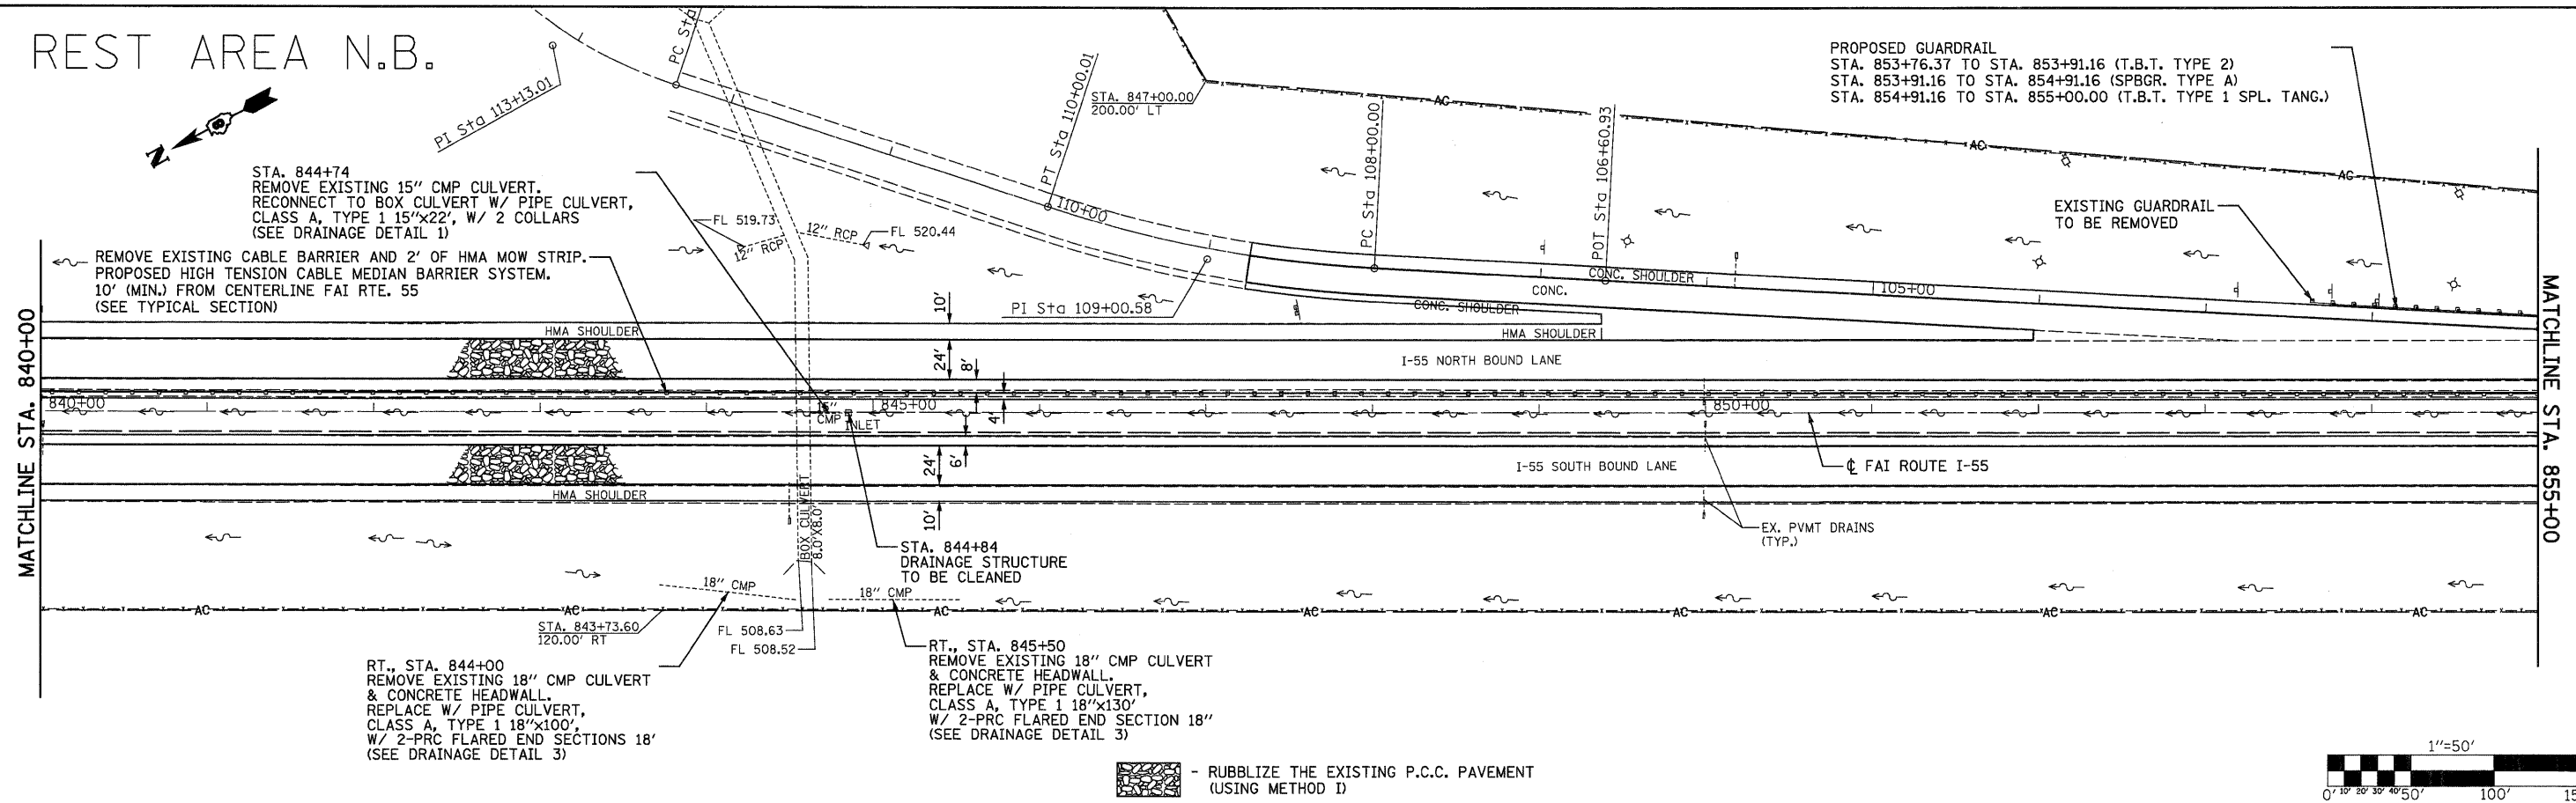 REST AREA N.B.
N
PI Sta 113+13.01
PC Sta
PT Sta 110+00.01
110+00
STA. 847+00.00
200.00' LT
AC
PC Sta 108+00.00
POT Sta 106+60.93
AC
AC
PROPOSED GUARDRAIL
STA. 853+76.37 TO STA. 853+91.16 (T.B.T. TYPE 2)
STA. 853+91.16 TO STA. 854+91.16 (SPBGR. TYPE A)
STA. 854+91.16 TO STA. 855+00.00 (T.B.T. TYPE 1 SPL. TANG.)
EXISTING GUARDRAIL
TO BE REMOVED
STA. 844+74
REMOVE EXISTING 15" CMP CULVERT.
RECONNECT TO BOX CULVERT W/ PIPE CULVERT,
CLASS A, TYPE 1 15"x22', W/ 2 COLLARS
(SEE DRAINAGE DETAIL 1)
REMOVE EXISTING CABLE BARRIER AND 2' OF HMA MOW STRIP.
PROPOSED HIGH TENSION CABLE MEDIAN BARRIER SYSTEM.
10' (MIN.) FROM CENTERLINE FAI RTE. 55
(SEE TYPICAL SECTION)
FL 519.73
12" RCP
12" RCP
FL 520.44
PI Sta 109+00.58
CONC. SHOULDER
CONC.
105+00
CONC. SHOULDER
HMA SHOULDER
HMA SHOULDER
10'
24'
8'
I-55 NORTH BOUND LANE
MATCHLINE STA. 840+00
MATCHLINE STA. 855+00
840+00
845+00
850+00
CMP
INLET
4'
6'
24'
10'
I-55 SOUTH BOUND LANE
℄ FAI ROUTE I-55
HMA SHOULDER
BOX CULVERT
8.0'X8.0'
EX. PVMT DRAINS
(TYP.)
STA. 844+84
DRAINAGE STRUCTURE
TO BE CLEANED
18" CMP
18" CMP
AC
AC
AC
AC
AC
AC
AC
STA. 843+73.60
120.00' RT
FL 508.63
FL 508.52
RT., STA. 844+00
REMOVE EXISTING 18" CMP CULVERT
& CONCRETE HEADWALL.
REPLACE W/ PIPE CULVERT,
CLASS A, TYPE 1 18"x100',
W/ 2-PRC FLARED END SECTIONS 18'
(SEE DRAINAGE DETAIL 3)
RT., STA. 845+50
REMOVE EXISTING 18" CMP CULVERT
& CONCRETE HEADWALL.
REPLACE W/ PIPE CULVERT,
CLASS A, TYPE 1 18"x130'
W/ 2-PRC FLARED END SECTION 18"
(SEE DRAINAGE DETAIL 3)
- RUBBLIZE THE EXISTING P.C.C. PAVEMENT
(USING METHOD I)
1"=50'
0' 10' 20' 30' 40' 50' 100' 15